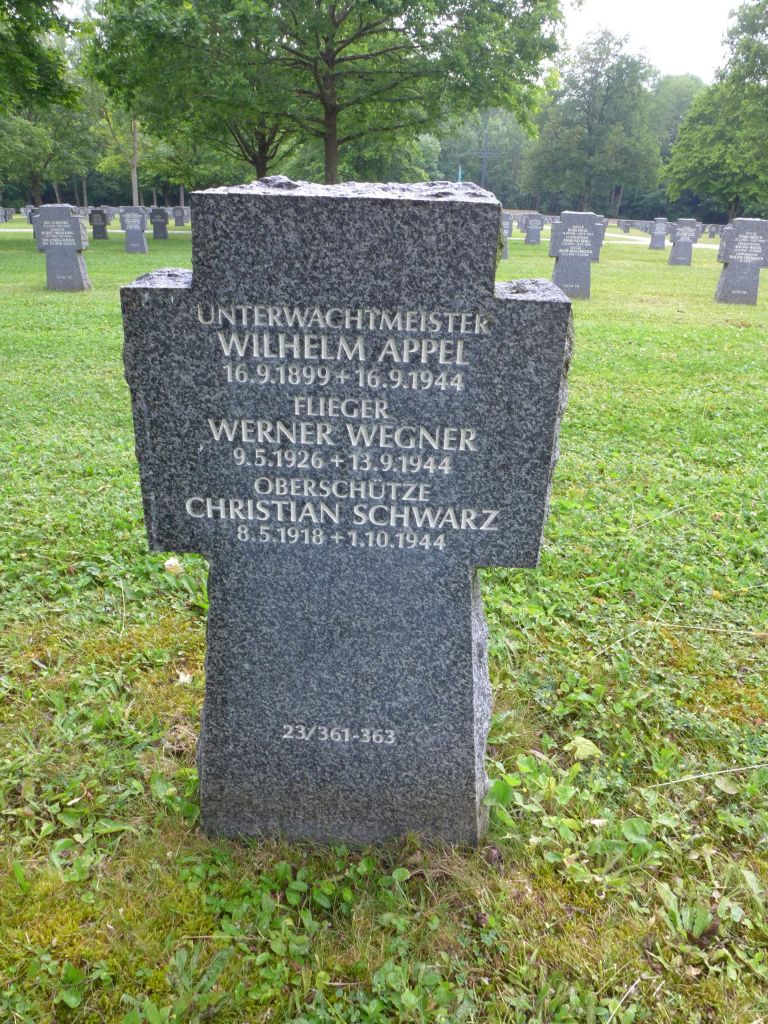 UNTERWACHTMEISTER
WILHELM APPEL
16.9.1899 + 16.9.1944
FLIEGER
WERNER WEGNER
9.5.1926 + 13.9.1944
OBERSCHÜTZE
CHRISTIAN SCHWARZ
8.5.1918 + 1.10.1944
23/361-363